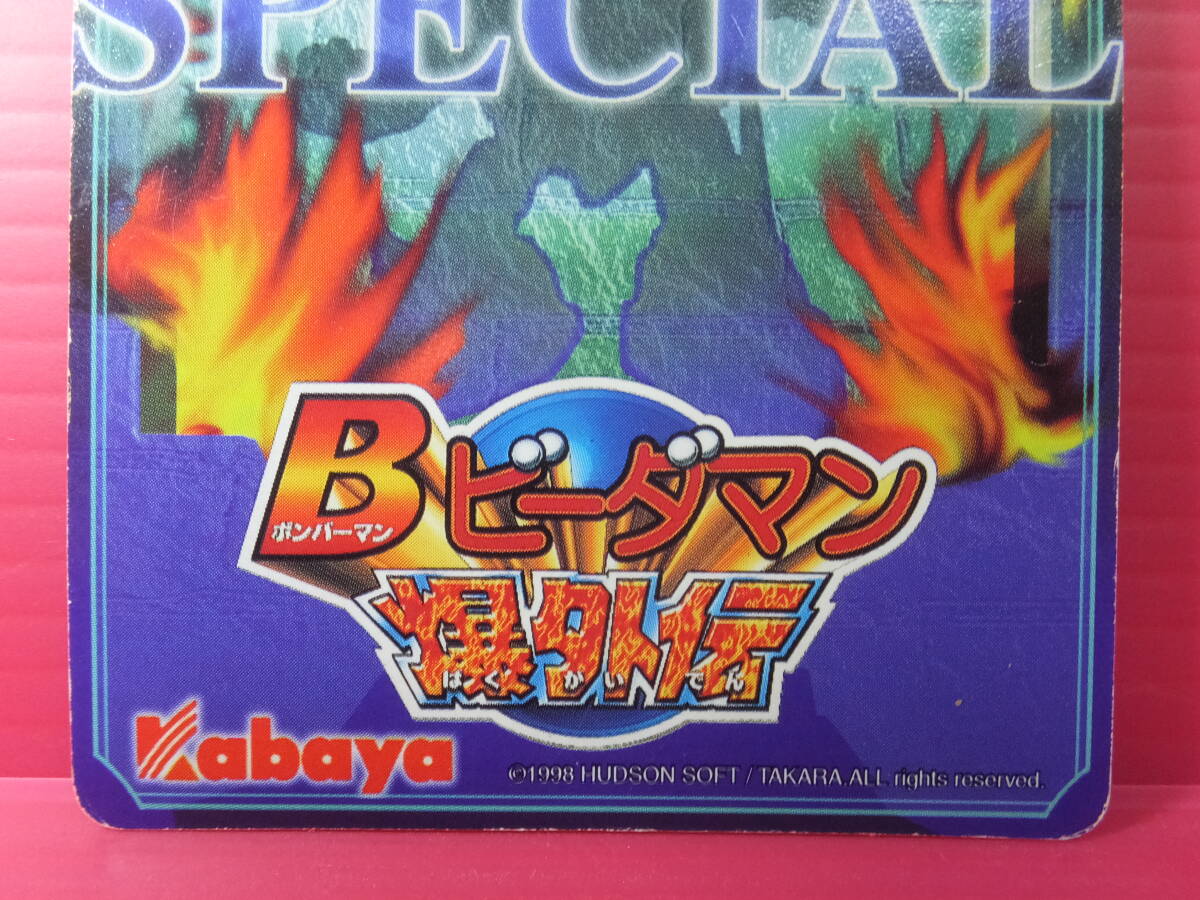 SPECIAL
Bビーダマン
ボンバーマン
爆外伝
ばくがいでん
Kabaya
©1998 HUDSON SOFT / TAKARA.ALL rights reserved.